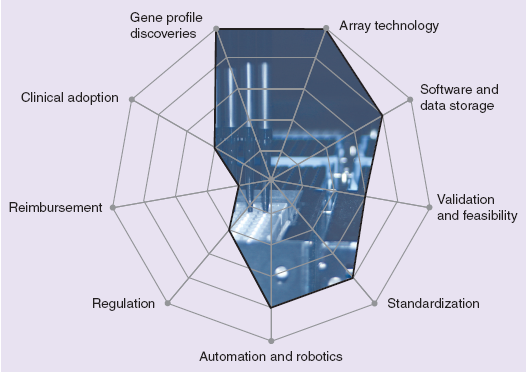 Gene profile
discoveries
Array technology
Clinical adoption
Software and
data storage
Reimbursement
Validation
and feasibility
Regulation
Standardization
Automation and robotics